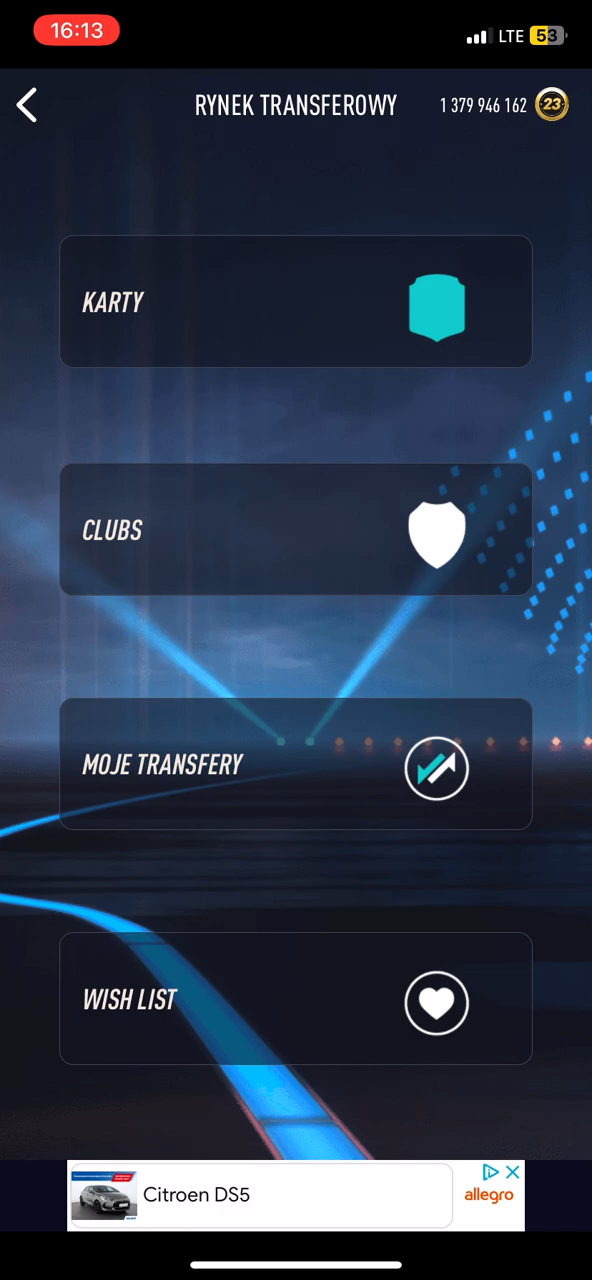 16:13
LTE 53
RYNEK TRANSFEROWY
1 379 946 162 23
KARTY
CLUBS
MOJE TRANSFERY
WISH LIST
Citroen DS5
allegro